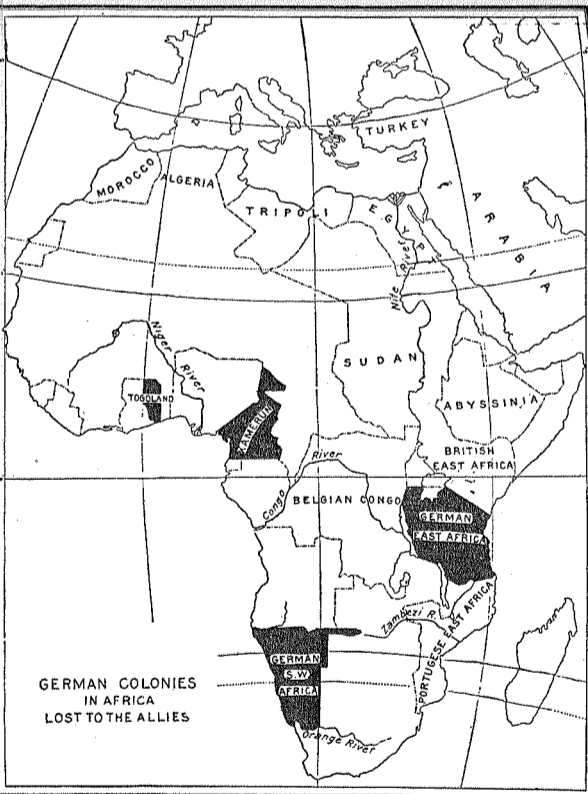 TURKEY
MOROCCO
ALGERIA
TRIPOLI
EGYPT
ARABIA
Nile River
Niger River
SUDAN
TOGOLAND
KAMERUN
ABYSSINIA
BRITISH
EAST AFRICA
Congo River
BELGIAN CONGO
GERMAN
EAST AFRICA
Zambezi R.
PORTUGESE EAST AFRICA
GERMAN
S.W
AFRICA
Orange River
GERMAN COLONIES
IN AFRICA
LOST TO THE ALLIES